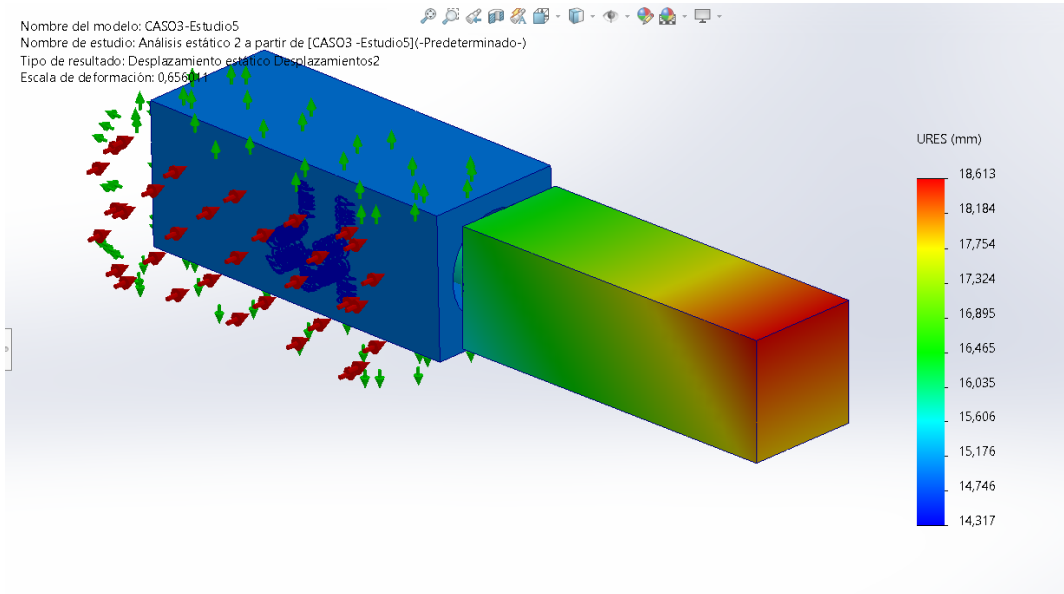 Nombre del modelo: CASO3-Estudio5
Nombre de estudio: Análisis estático 2 a partir de [CASO3 -Estudio5](-Predeterminado-)
Tipo de resultado: Desplazamiento estático Desplazamientos2
Escala de deformación: 0,656011
URES (mm)
18,613
18,184
17,754
17,324
16,895
16,465
16,035
15,606
15,176
14,746
14,317